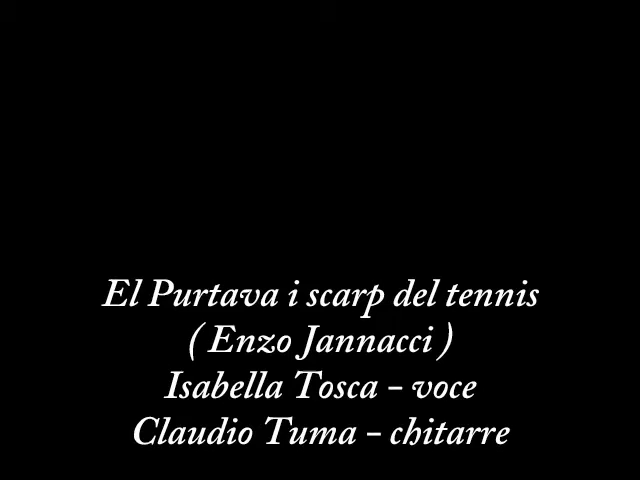 El Purtava i scarp del tennis
( Enzo Jannacci )
Isabella Tosca - voce
Claudio Tuma - chitarre